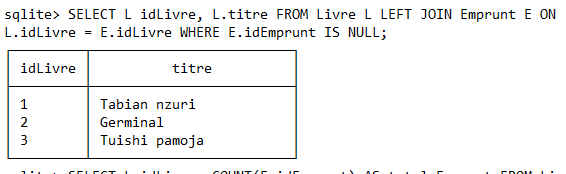 sqlite> SELECT L idLivre, L.titre FROM Livre L LEFT JOIN Emprunt E ON
L.idLivre = E.idLivre WHERE E.idEmprunt IS NULL;
idLivre titre
1 Tabian nzuri
2 Germinal
3 Tuishi pamoja